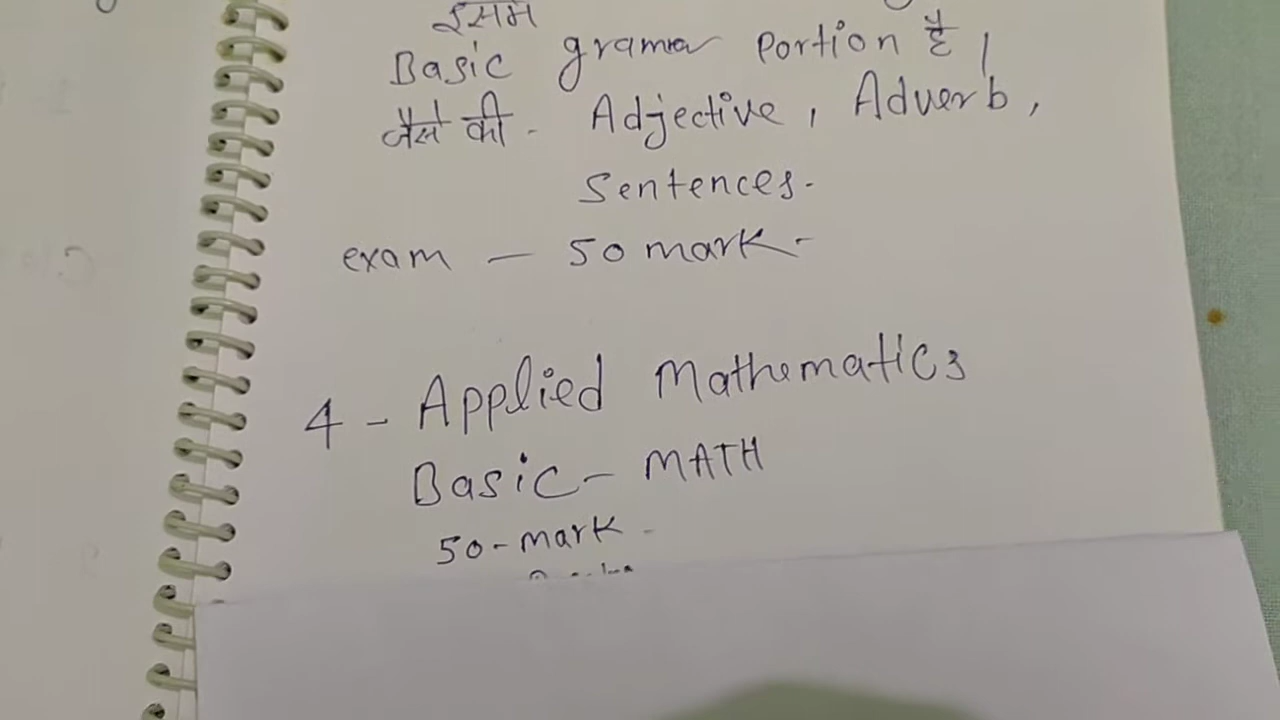 इसमें
Basic gramar portion है |
जैसे की - Adjective, Adverb,
Sentences.
exam - 50 mark -
4 - Applied Mathematics
Basic - MATH
50 - mark -